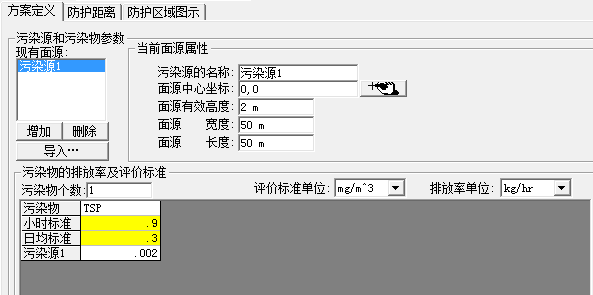 方案定义 防护距离 防护区域图示
污染源和污染物参数
现有面源:
污染源1
增加 删除
导入…
当前面源属性
污染源的名称: 污染源1
面源中心坐标: 0,0
面源有效高度: 2 m
面源 宽度: 50 m
面源 长度: 50 m
污染物的排放率及评价标准
污染物个数: 1 评价标准单位: mg/m^3 排放率单位: kg/hr
污染物 TSP
小时标准 .9
日均标准 .3
污染源1 .002